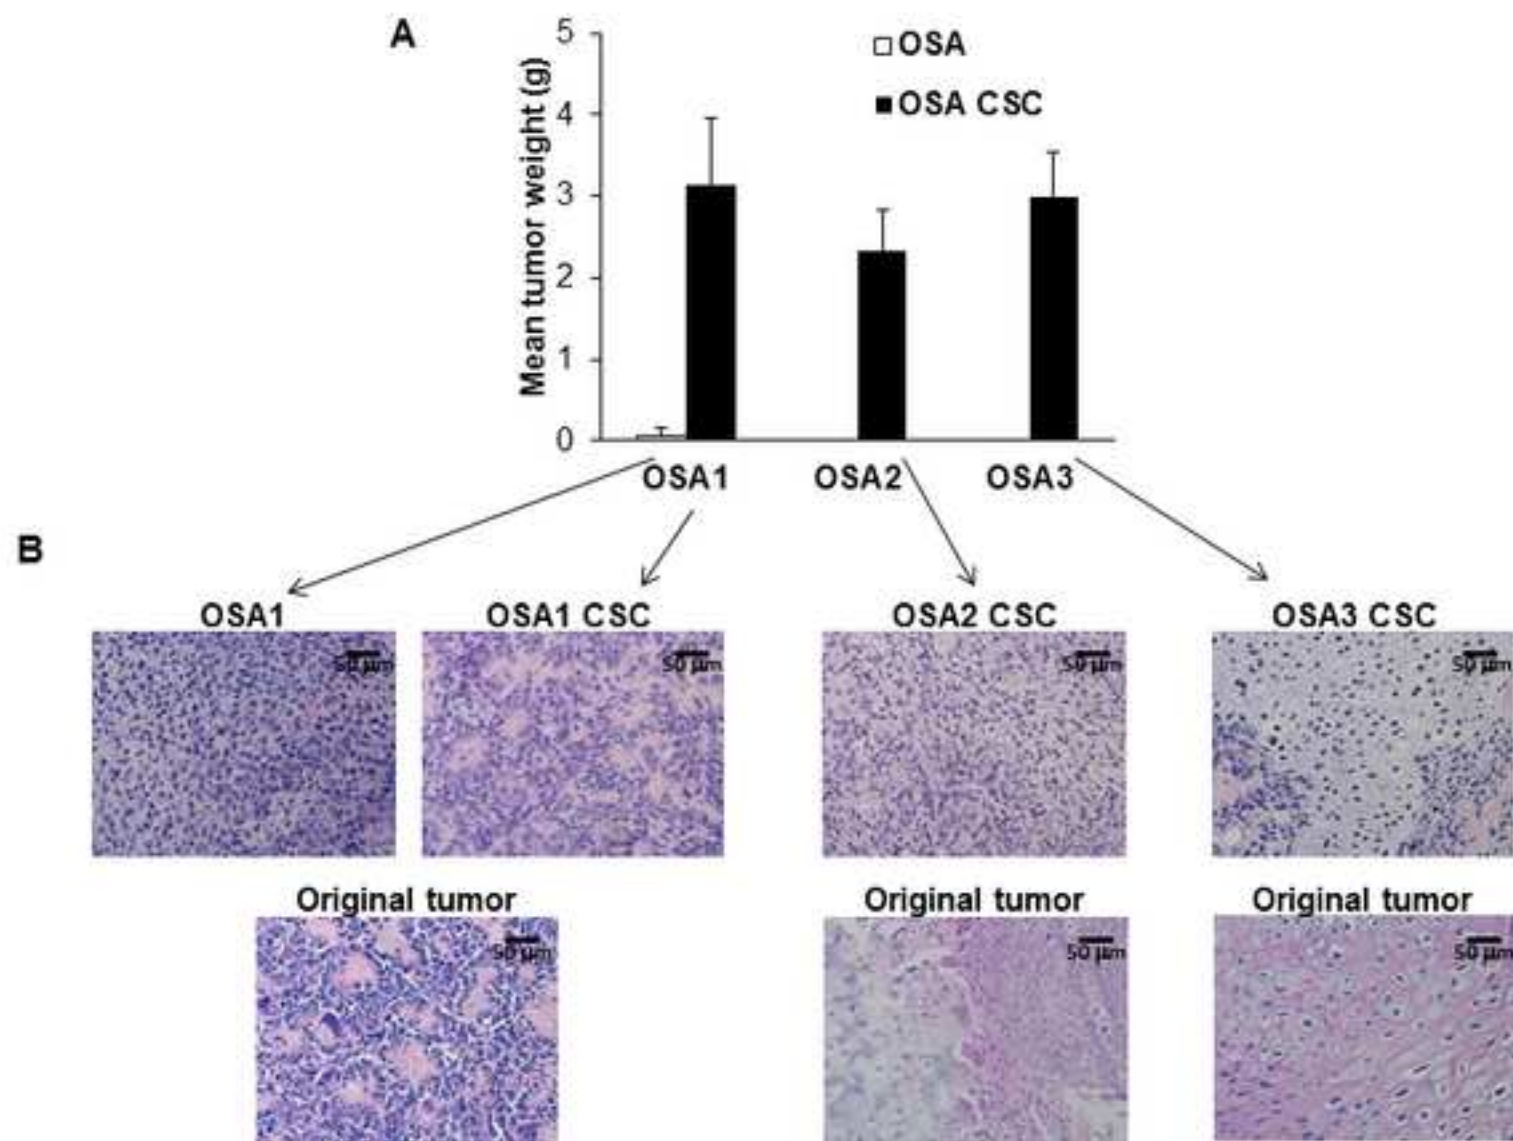 A
Mean tumor weight (g)
5
4
3
2
1
0
OSA
OSA CSC
OSA1
OSA2
OSA3
B
OSA1
OSA1 CSC
OSA2 CSC
OSA3 CSC
50 µm
50 µm
50 µm
50 µm
Original tumor
Original tumor
Original tumor
50 µm
50 µm
50 µm